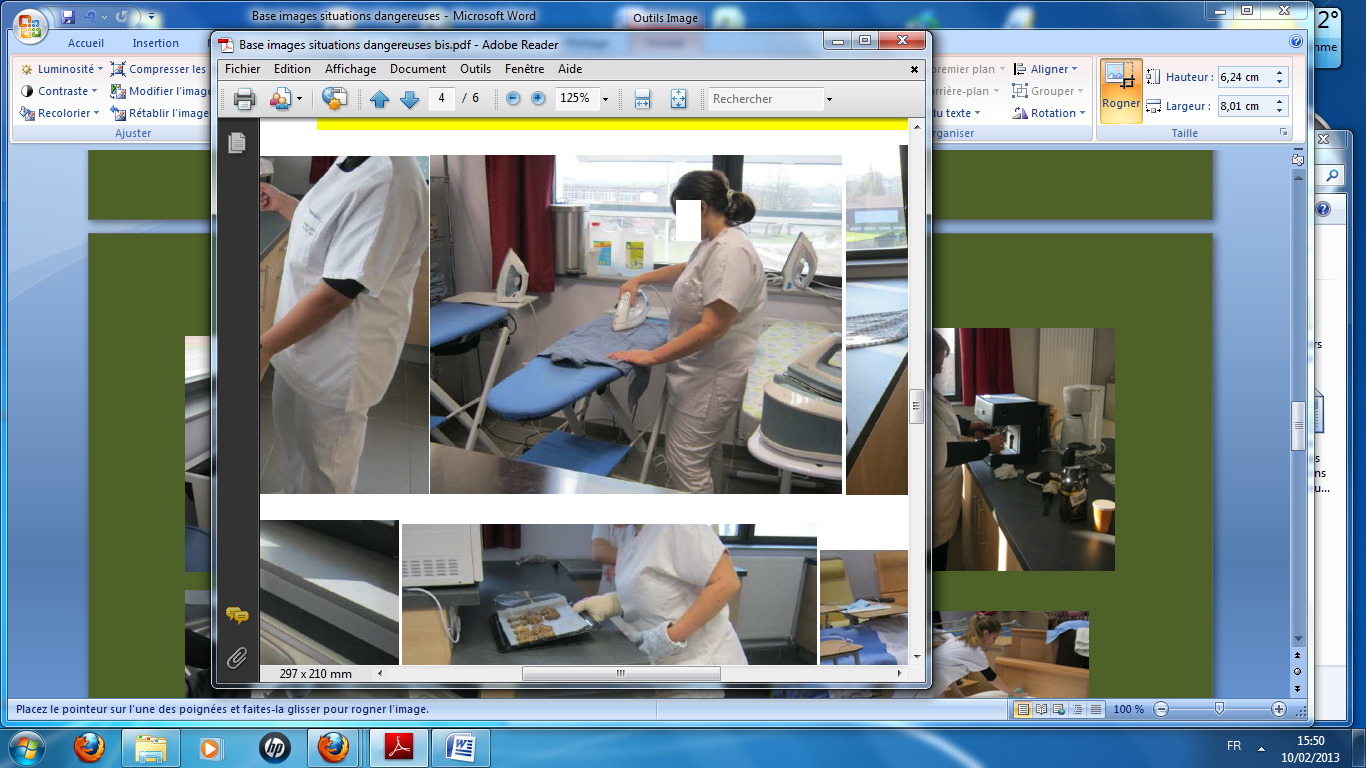 Base images situations dangereuses - Microsoft Word
Outils Image
Accueil
Insertion
Luminosité
Compresser les
Contraste
Modifier l'image
Recolorier
Rétablir l'image
Ajuster
Base images situations dangereuses bis.pdf - Adobe Reader
Fichier Edition Affichage Document Outils Fenêtre Aide
4 / 6
125%
Rechercher
premier plan
Aligner
Grouper
du texte
Rotation
Rogner
Hauteur : 6,24 cm
Largeur : 8,01 cm
Taille
2°
297 x 210 mm
Placez le pointeur sur l'une des poignées et faites-la glisser pour rogner l'image.
100 %
hp
FR
15:50
10/02/2013